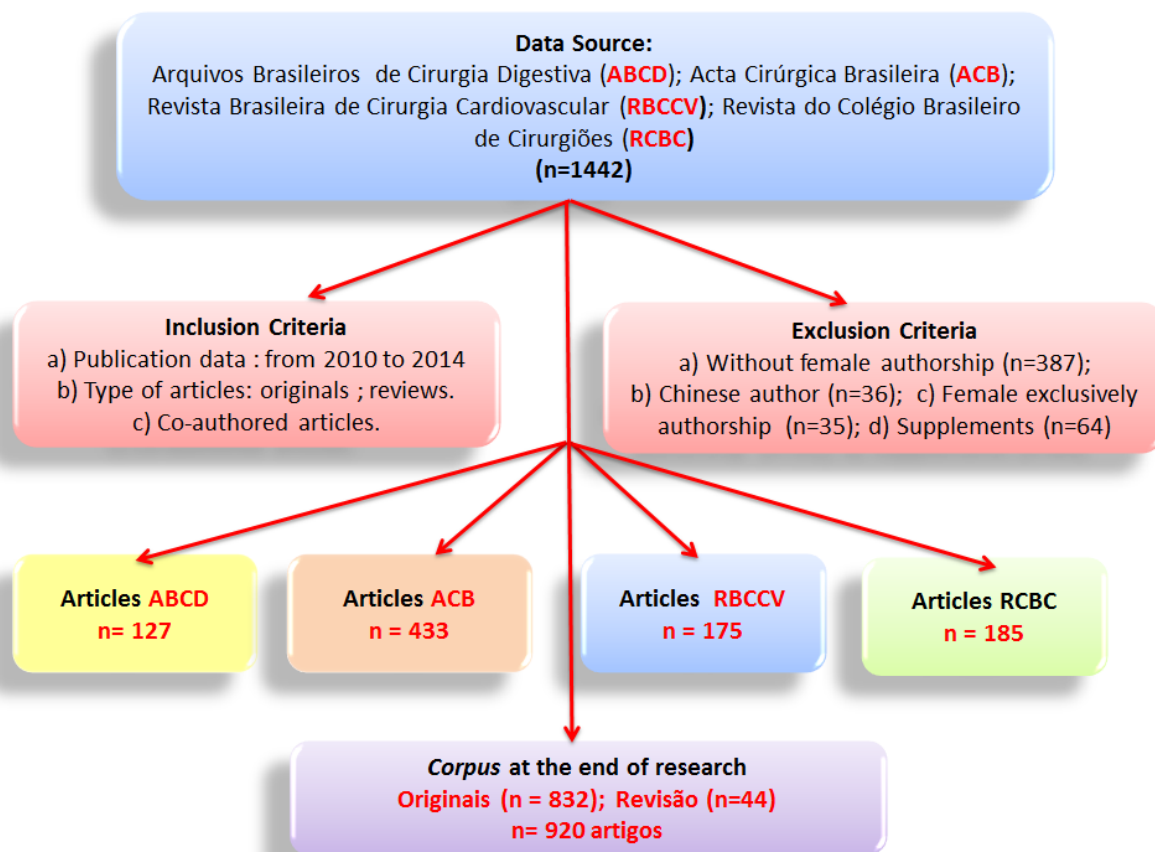 Data Source:
Arquivos Brasileiros de Cirurgia Digestiva (ABCD); Acta Cirúrgica Brasileira (ACB);
Revista Brasileira de Cirurgia Cardiovascular (RBCCV); Revista do Colégio Brasileiro
de Cirurgiões (RCBC)
(n=1442)
Inclusion Criteria
a) Publication data : from 2010 to 2014
b) Type of articles: originals ; reviews.
c) Co-authored articles.
Exclusion Criteria
a) Without female authorship (n=387);
b) Chinese author (n=36); c) Female exclusively
authorship (n=35); d) Supplements (n=64)
Articles ABCD
n= 127
Articles ACB
n = 433
Articles RBCCV
n = 175
Articles RCBC
n = 185
Corpus at the end of research
Originais (n = 832); Revisão (n=44)
n= 920 artigos